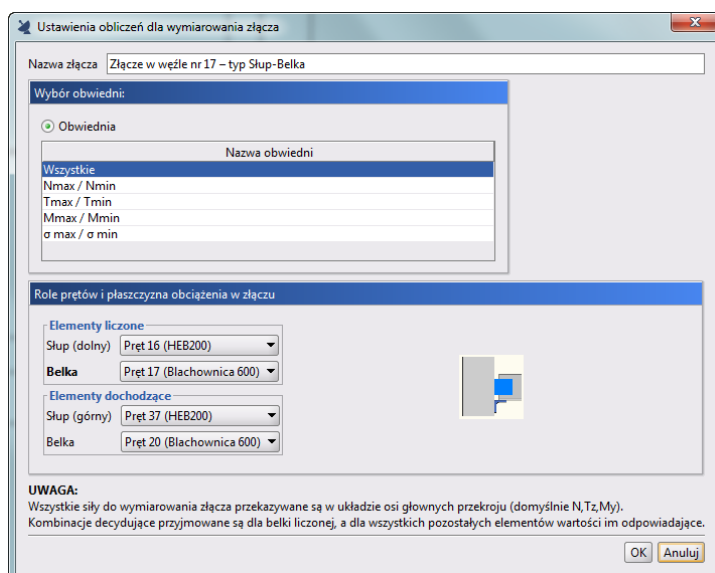 Ustawienia obliczeń dla wymiarowania złącza
Nazwa złącza Złącze w węźle nr 17 – typ Słup-Belka
Wybór obwiedni:
Obwiednia
Nazwa obwiedni
Wszystkie
Nmax / Nmin
Tmax / Tmin
Mmax / Mmin
σ max / σ min
Role prętów i płaszczyzna obciążenia w złączu
Elementy liczone
Słup (dolny) Pręt 16 (HEB200)
Belka Pręt 17 (Blachownica 600)
Elementy dochodzące
Słup (górny) Pręt 37 (HEB200)
Belka Pręt 20 (Blachownica 600)
UWAGA:
Wszystkie siły do wymiarowania złącza przekazywane są w układzie osi głownych przekroju (domyślnie N,Tz,My).
Kombinacje decydujące przyjmowane są dla belki liczonej, a dla wszystkich pozostałych elementów wartości im odpowiadające.
OK Anuluj